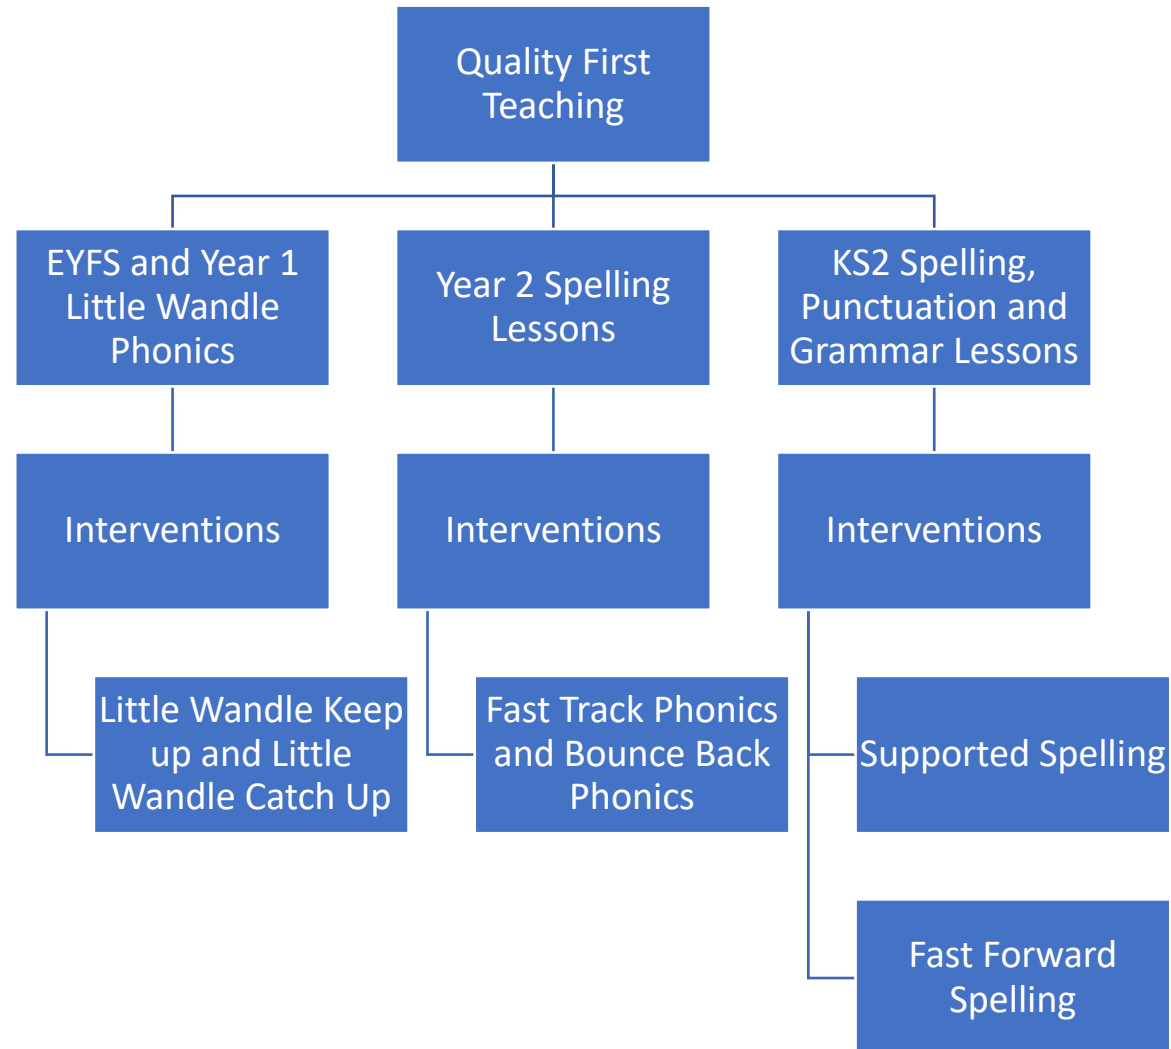 Quality First
Teaching
EYFS and Year 1
Little Wandle
Phonics
Year 2 Spelling
Lessons
KS2 Spelling,
Punctuation and
Grammar Lessons
Interventions
Interventions
Interventions
Little Wandle Keep
up and Little
Wandle Catch Up
Fast Track Phonics
and Bounce Back
Phonics
Supported Spelling
Fast Forward
Spelling